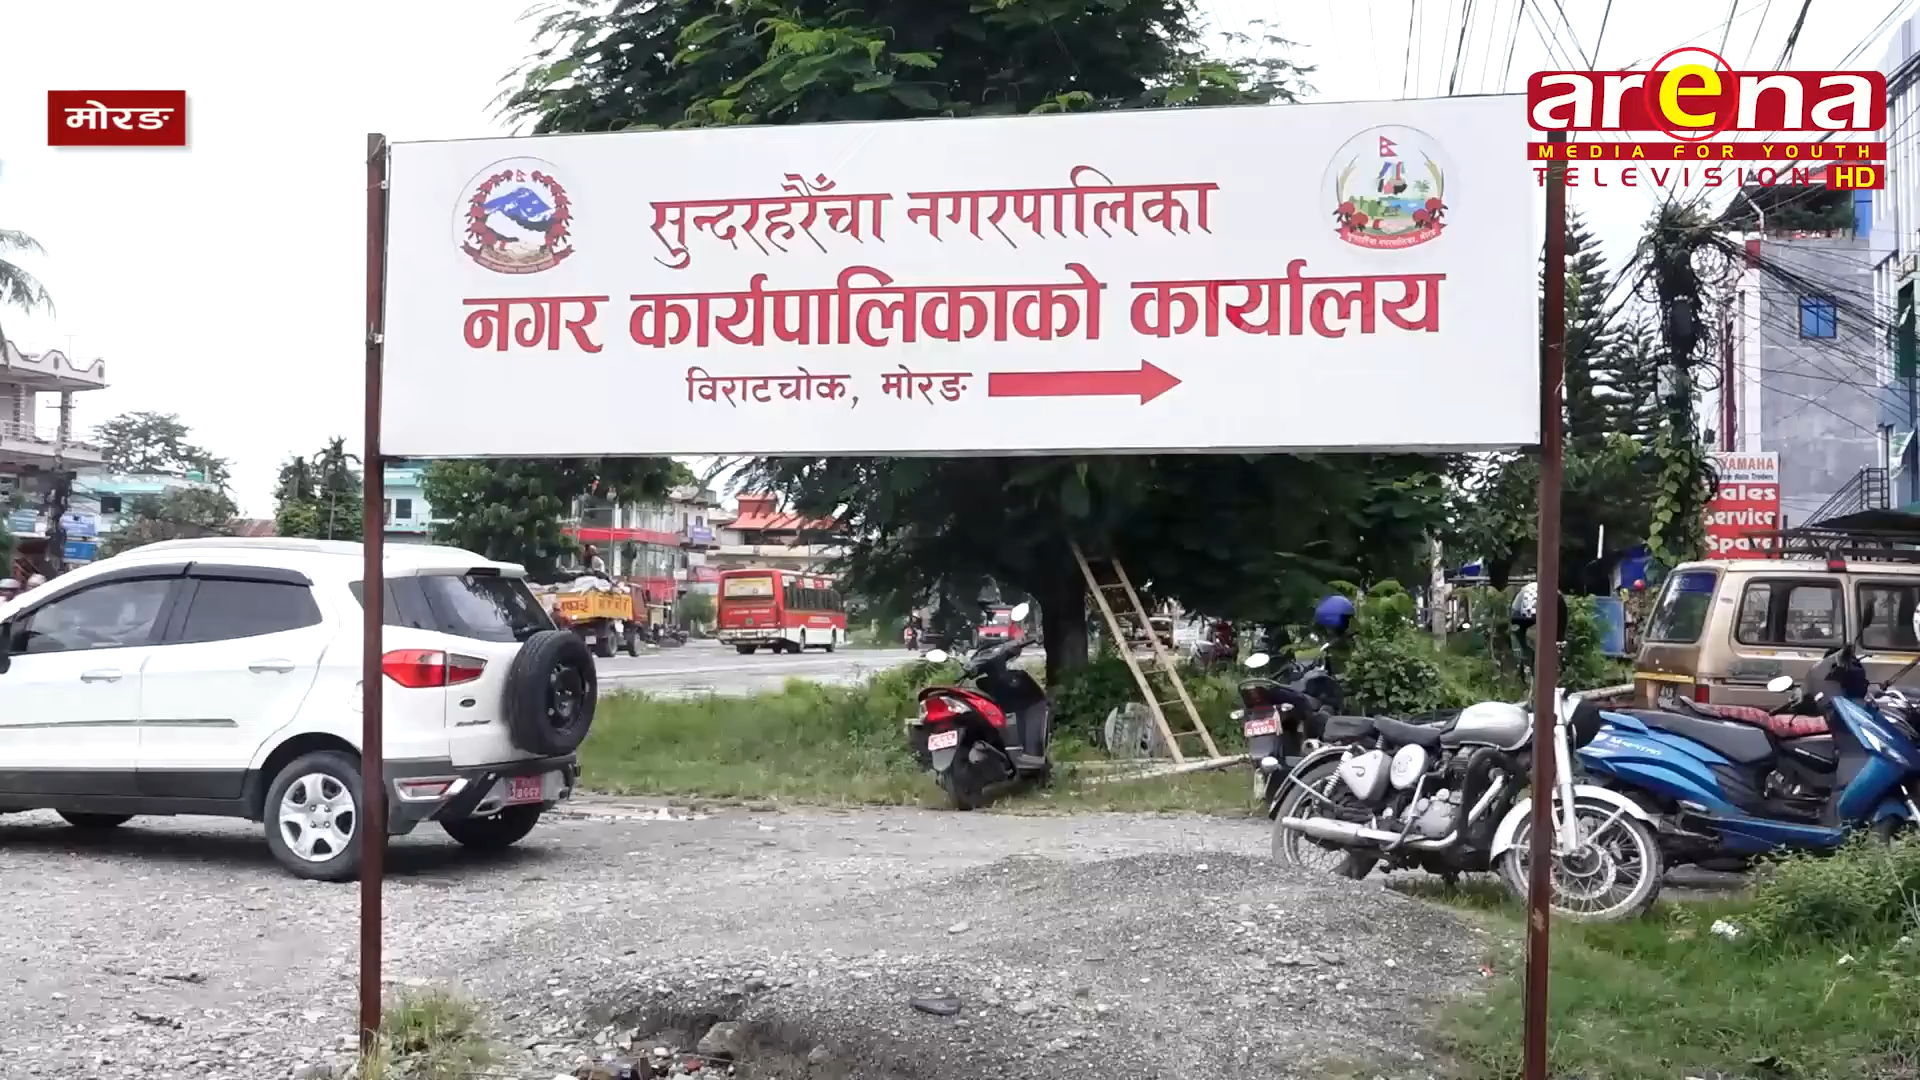 मोरङ
arena
MEDIA FOR YOUTH
TELEVISION HD
सुन्दरहरैंचा नगरपालिका
नगर कार्यपालिकाको कार्यालय
विराटचोक, मोरङ
YAMAHA
Sales
Service
Spare